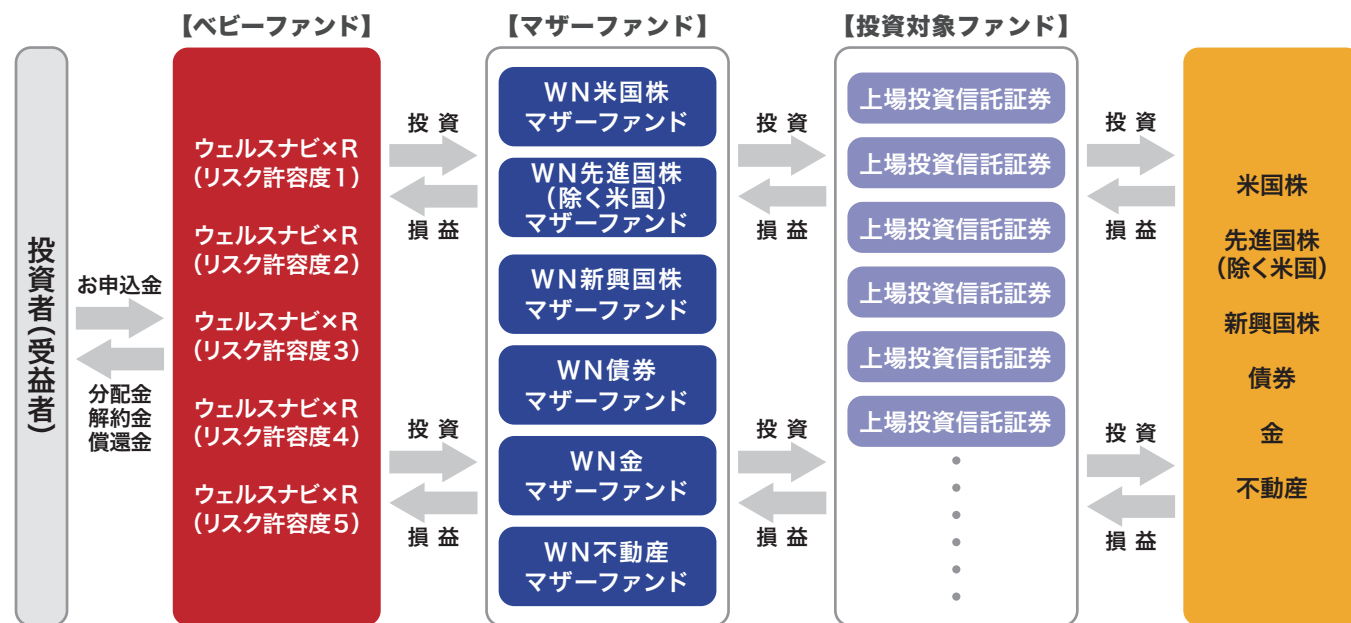 【ベビーファンド】
【マザーファンド】
【投資対象ファンド】
投資者(受益者)
お申込金
分配金
解約金
償還金
ウェルスナビ×R
(リスク許容度1)
ウェルスナビ×R
(リスク許容度2)
ウェルスナビ×R
(リスク許容度3)
ウェルスナビ×R
(リスク許容度4)
ウェルスナビ×R
(リスク許容度5)
投資
損益
投資
損益
WN米国株
マザーファンド
WN先進国株
(除く米国)
マザーファンド
WN新興国株
マザーファンド
WN債券
マザーファンド
WN金
マザーファンド
WN不動産
マザーファンド
投資
損益
投資
損益
上場投資信託証券
上場投資信託証券
上場投資信託証券
上場投資信託証券
上場投資信託証券
上場投資信託証券
投資
損益
投資
損益
米国株
先進国株
(除く米国)
新興国株
債券
金
不動産